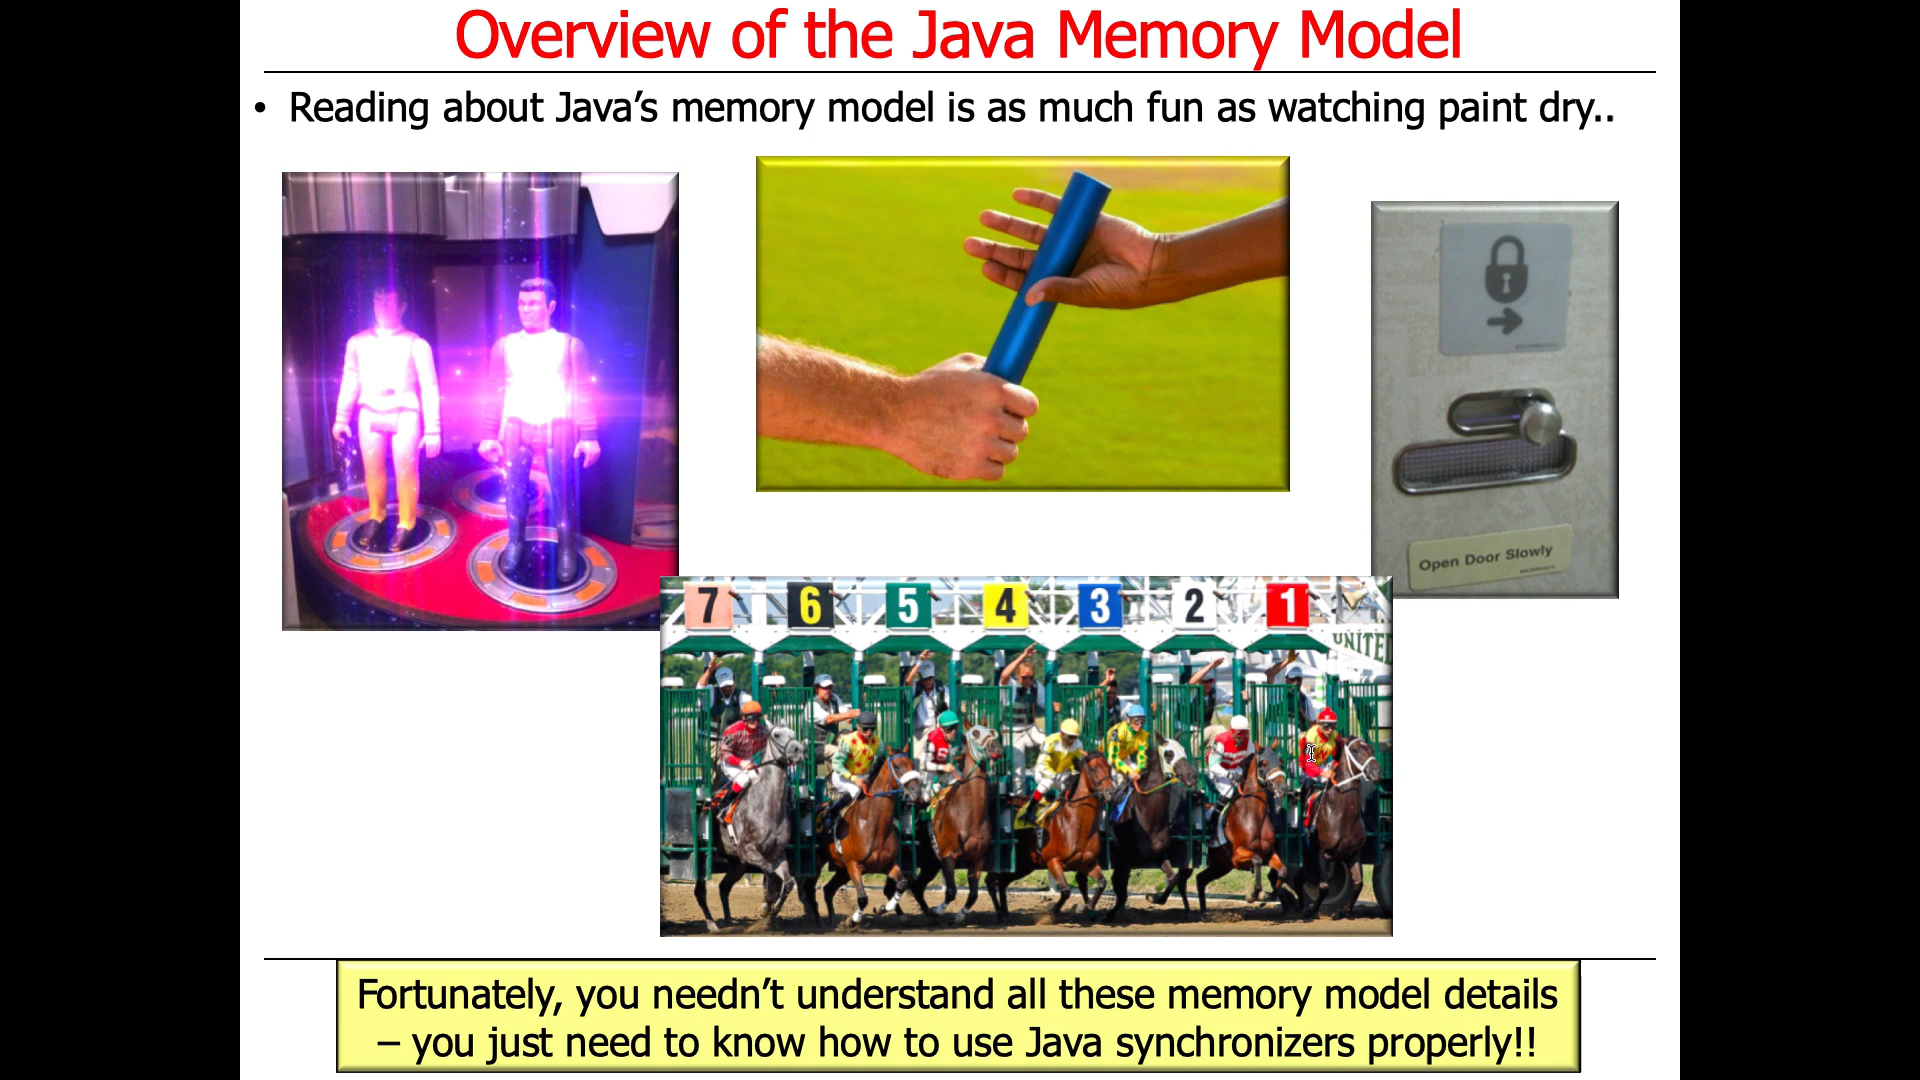 Overview of the Java Memory Model
• Reading about Java’s memory model is as much fun as watching paint dry..
Open Door Slowly
7 6 5 4 3 2 1
UNITE
Fortunately, you needn’t understand all these memory model details
– you just need to know how to use Java synchronizers properly!!